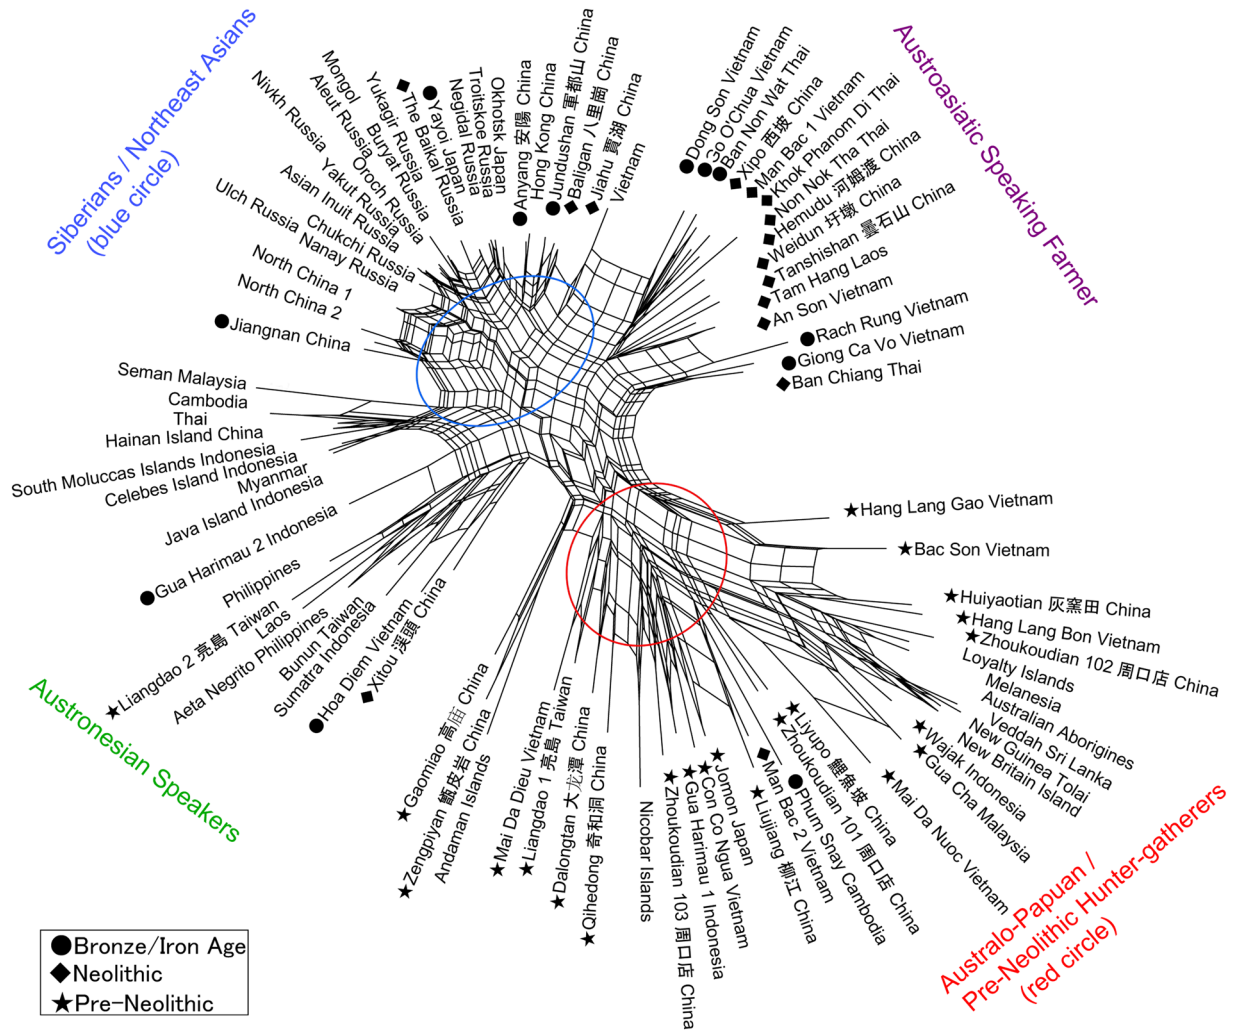 Siberians / Northeast Asians
(blue circle)
Austroasiatic Speaking Farmer
Austronesian Speakers
Australo-Papuan /
Pre-Neolithic Hunter-gatherers
(red circle)
Jiangnan China
North China 2
North China 1
Nanay Russia
Ulch Russia
Chukchi Russia
Asian Inuit Russia
Yakut Russia
Nivkh Russia
Oroch Russia
Buryat Russia
Aleut Russia
Mongol
Yukagir Russia
The Baikal Russia
Yayoi Japan
Negidal Russia
Troitskoe Russia
Okhotsk Japan
Anyang 安陽 China
Hong Kong China
Jundushan 軍都山 China
Baligan 八里崗 China
Jiahu 賈湖 China
Vietnam
Dong Son Vietnam
Go O'Chua Vietnam
Ban Non Wat Thai
Xipo 西坡 China
Man Bac 1 Vietnam
Khok Phanom Di Thai
Non Nok Tha Thai
Hemudu 河姆渡 China
Weidun 圩墩 China
Tanshishan 曇石山 China
Tam Hang Laos
An Son Vietnam
Rach Rung Vietnam
Giong Ca Vo Vietnam
Ban Chiang Thai
Hang Lang Gao Vietnam
Bac Son Vietnam
Huiyaotian 灰窯田 China
Hang Lang Bon Vietnam
Zhoukoudian 102 周口店 China
Loyalty Islands
Melanesia
Australian Aborigines
Veddah Sri Lanka
New Guinea Tolai
New Britain Island
Wajak Indonesia
Gua Cha Malaysia
Mai Da Nuoc Vietnam
Liyupo 鯉魚坡 China
Zhoukoudian 101 周口店 China
Phum Snay Cambodia
Man Bac 2 Vietnam
Liujiang 柳江 China
Jomon Japan
Con Co Ngua Vietnam
Gua Harimau 1 Indonesia
Zhoukoudian 103 周口店 China
Nicobar Islands
Qihedong 奇和洞 China
Dalongtan 大龙潭 China
Liangdao 1 亮島 Taiwan
Mai Da Dieu Vietnam
Andaman Islands
Zengpiyan 甑皮岩 China
Gaomiao 高庙 China
Xitou 渓頭 China
Hoa Diem Vietnam
Sumatra Indonesia
Bunun Taiwan
Aeta Negrito Philippines
Laos
Liangdao 2 亮島 Taiwan
Philippines
Gua Harimau 2 Indonesia
Java Island Indonesia
Myanmar
Celebes Island Indonesia
South Moluccas Islands Indonesia
Hainan Island China
Thai
Cambodia
Seman Malaysia
Bronze/Iron Age
Neolithic
Pre-Neolithic